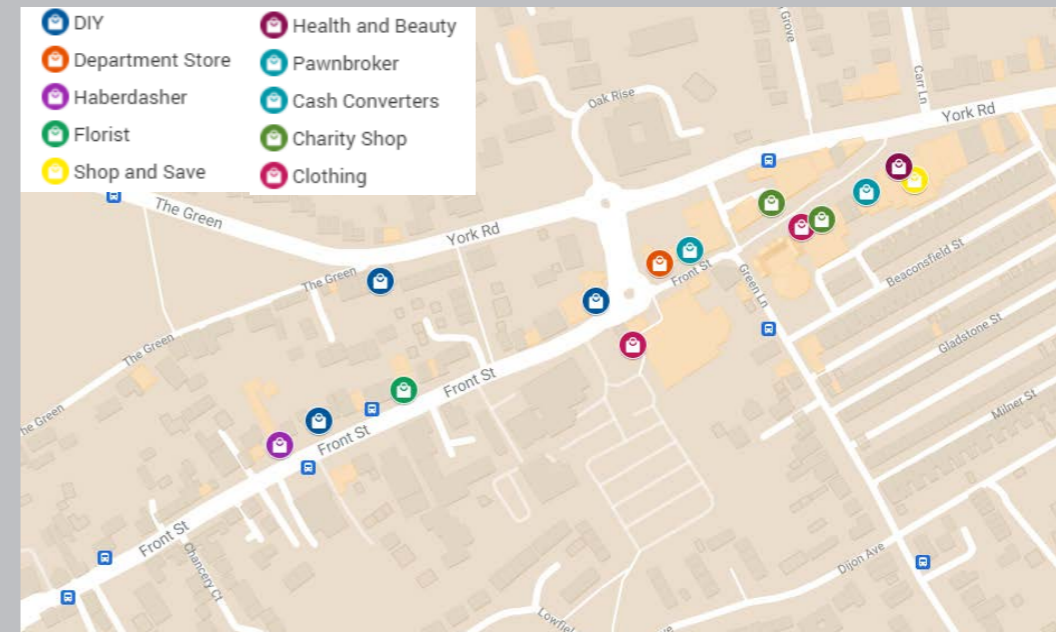 DIY
Department Store
Haberdasher
Florist
Shop and Save
Health and Beauty
Pawnbroker
Cash Converters
Charity Shop
Clothing
Grove
Carr Ln
York Rd
Oak Rise
The Green
York Rd
The Green
Front St
Green Ln
Beaconsfield St
Gladstone St
The Green
he Green
Front St
Milner St
Front St
Front St
Chancery Ct
Dijon Ave
Lowfiel